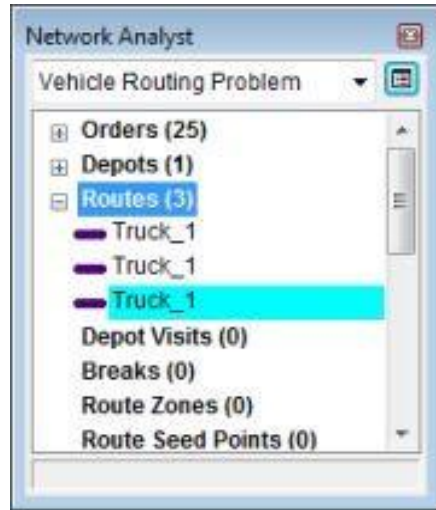 Network Analyst
Vehicle Routing Problem
Orders (25)
Depots (1)
Routes (3)
Truck_1
Truck_1
Truck_1
Depot Visits (0)
Breaks (0)
Route Zones (0)
Route Seed Points (0)